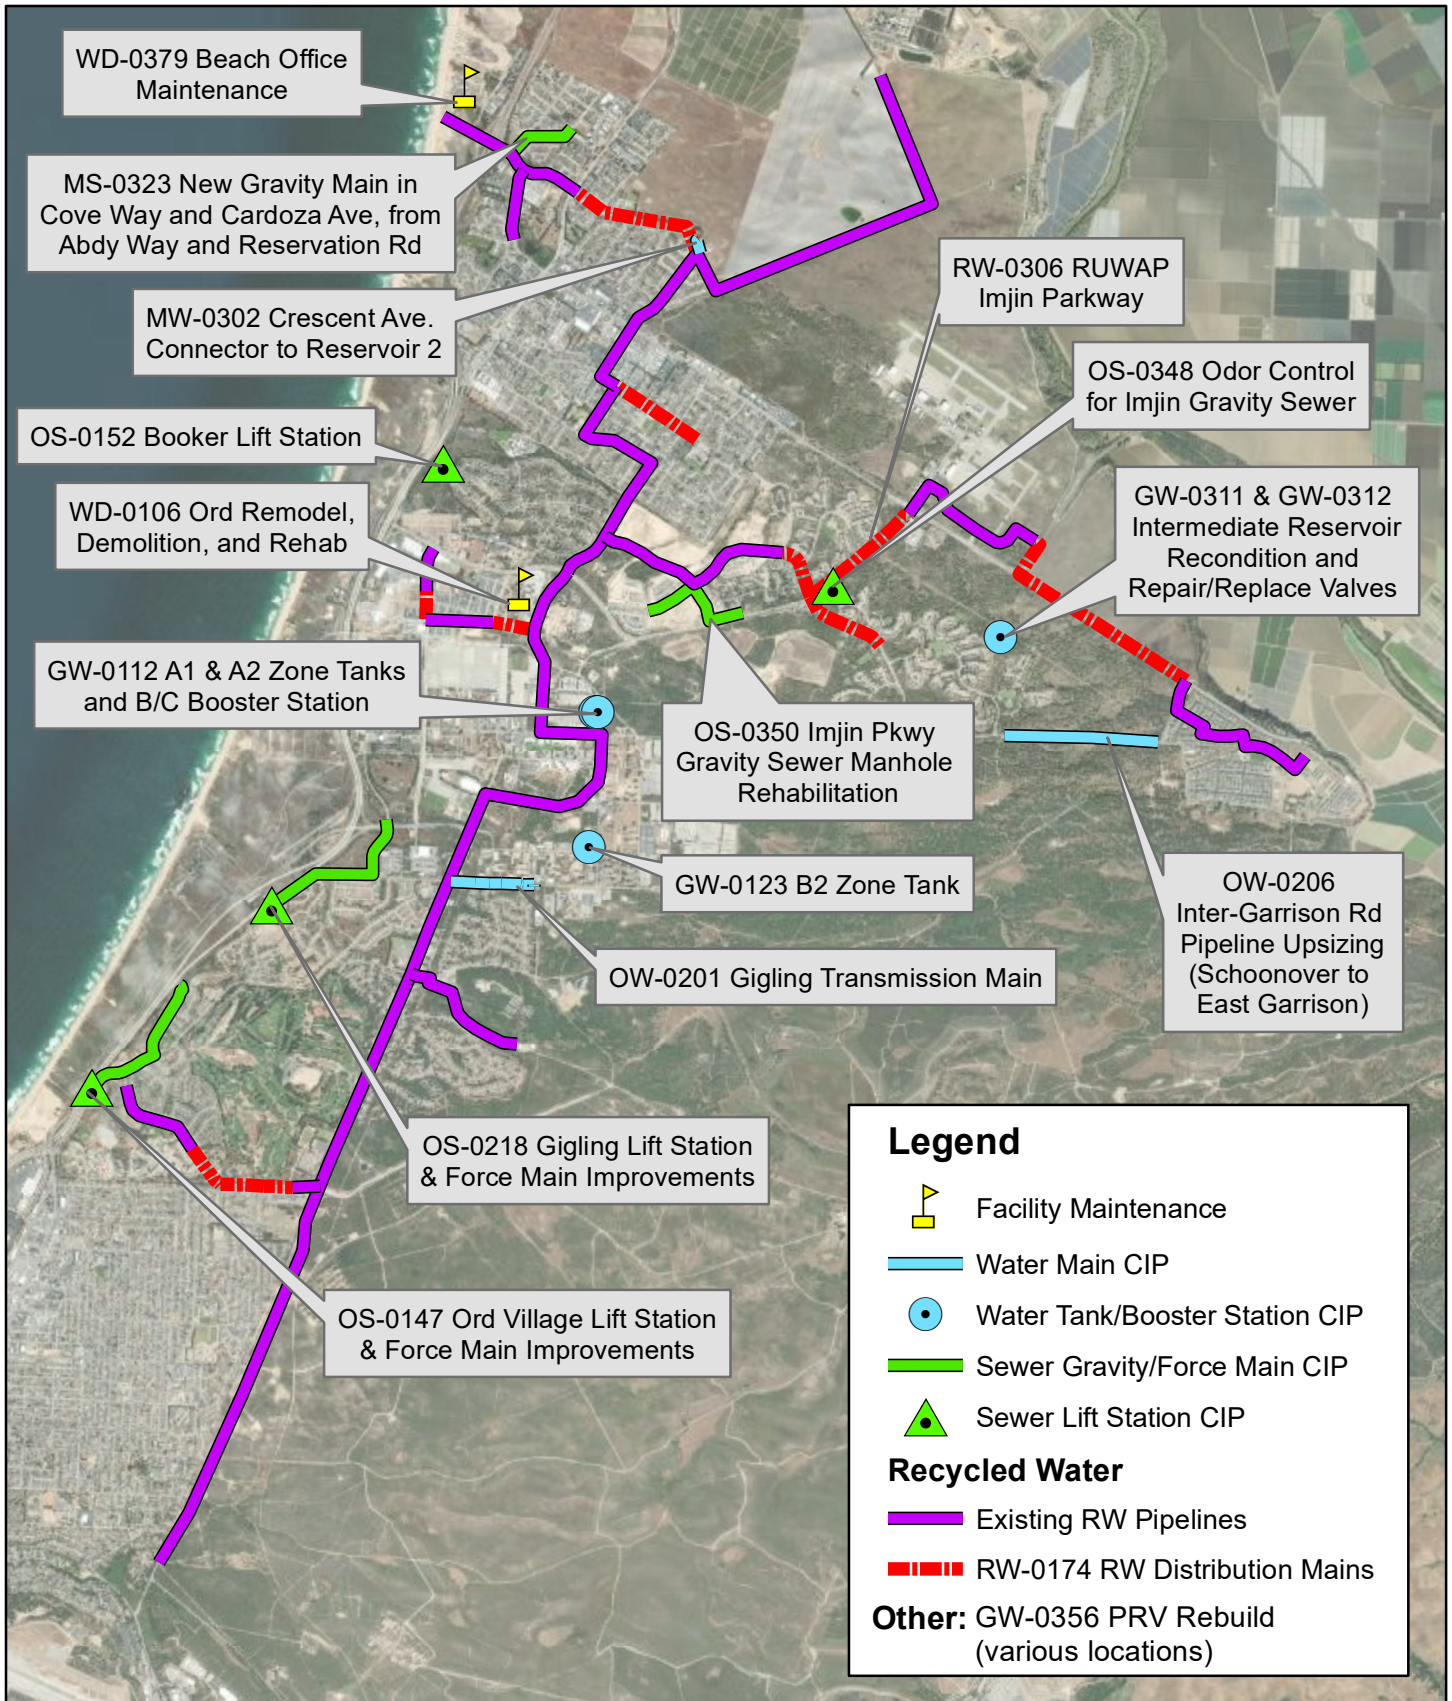 WD-0379 Beach Office
Maintenance
MS-0323 New Gravity Main in
Cove Way and Cardoza Ave, from
Abdy Way and Reservation Rd
MW-0302 Crescent Ave.
Connector to Reservoir 2
RW-0306 RUWAP
Imjin Parkway
OS-0348 Odor Control
for Imjin Gravity Sewer
OS-0152 Booker Lift Station
WD-0106 Ord Remodel,
Demolition, and Rehab
GW-0311 & GW-0312
Intermediate Reservoir
Recondition and
Repair/Replace Valves
GW-0112 A1 & A2 Zone Tanks
and B/C Booster Station
OS-0350 Imjin Pkwy
Gravity Sewer Manhole
Rehabilitation
GW-0123 B2 Zone Tank
OW-0206
Inter-Garrison Rd
Pipeline Upsizing
(Schoonover to
East Garrison)
OW-0201 Gigling Transmission Main
OS-0218 Gigling Lift Station
& Force Main Improvements
OS-0147 Ord Village Lift Station
& Force Main Improvements
Legend
Facility Maintenance
Water Main CIP
Water Tank/Booster Station CIP
Sewer Gravity/Force Main CIP
Sewer Lift Station CIP
Recycled Water
Existing RW Pipelines
RW-0174 RW Distribution Mains
Other: GW-0356 PRV Rebuild
(various locations)